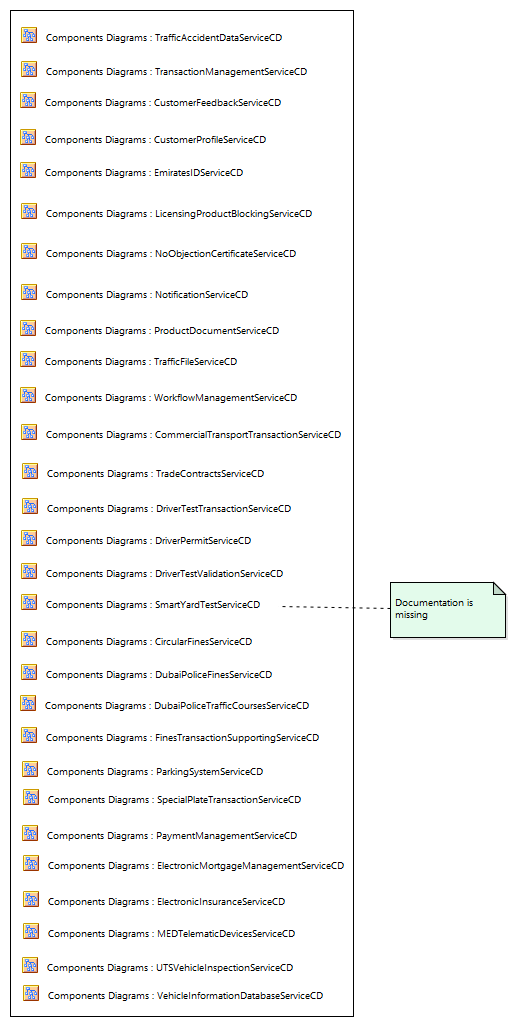 Components Diagrams : TrafficAccidentDataServiceCD
Components Diagrams : TransactionManagementServiceCD
Components Diagrams : CustomerFeedbackServiceCD
Components Diagrams : CustomerProfileServiceCD
Components Diagrams : EmiratesIDServiceCD
Components Diagrams : LicensingProductBlockingServiceCD
Components Diagrams : NoObjectionCertificateServiceCD
Components Diagrams : NotificationServiceCD
Components Diagrams : ProductDocumentServiceCD
Components Diagrams : TrafficFileServiceCD
Components Diagrams : WorkflowManagementServiceCD
Components Diagrams : CommercialTransportTransactionServiceCD
Components Diagrams : TradeContractsServiceCD
Components Diagrams : DriverTestTransactionServiceCD
Components Diagrams : DriverPermitServiceCD
Components Diagrams : DriverTestValidationServiceCD
Components Diagrams : SmartYardTestServiceCD
Documentation is
missing
Components Diagrams : CircularFinesServiceCD
Components Diagrams : DubaiPoliceFinesServiceCD
Components Diagrams : DubaiPoliceTrafficCoursesServiceCD
Components Diagrams : FinesTransactionSupportingServiceCD
Components Diagrams : ParkingSystemServiceCD
Components Diagrams : SpecialPlateTransactionServiceCD
Components Diagrams : PaymentManagementServiceCD
Components Diagrams : ElectronicMortgageManagementServiceCD
Components Diagrams : ElectronicInsuranceServiceCD
Components Diagrams : MEDTelematicDevicesServiceCD
Components Diagrams : UTSVehicleInspectionServiceCD
Components Diagrams : VehicleInformationDatabaseServiceCD